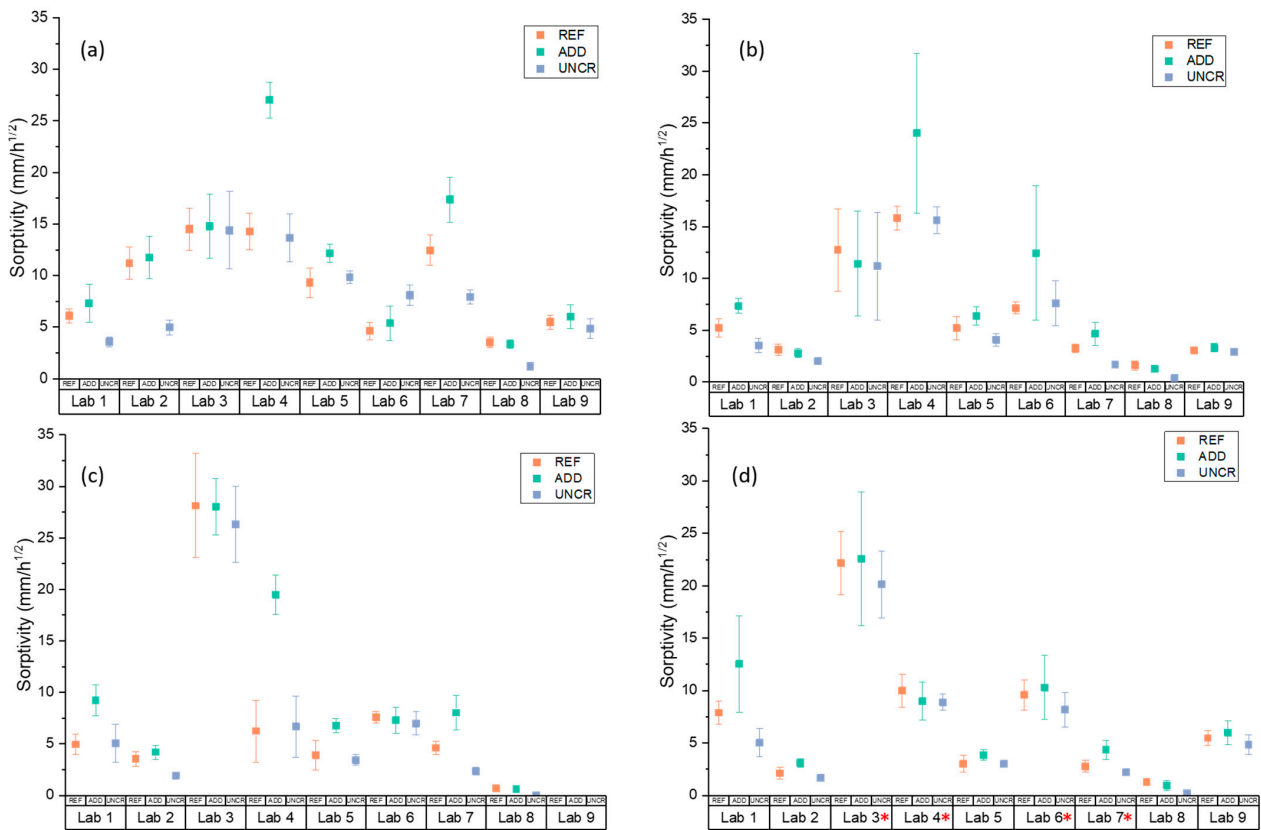 (a)
REF
ADD
UNCR
Sorptivity (mm/h1/2)
35
30
25
20
15
10
5
0
REF ADD UNCR REF ADD UNCR REF ADD UNCR REF ADD UNCR REF ADD UNCR REF ADD UNCR REF ADD UNCR REF ADD UNCR REF ADD UNCR
Lab 1 Lab 2 Lab 3 Lab 4 Lab 5 Lab 6 Lab 7 Lab 8 Lab 9
(b)
REF
ADD
UNCR
Sorptivity (mm/h1/2)
35
30
25
20
15
10
5
0
REF ADD UNCR REF ADD UNCR REF ADD UNCR REF ADD UNCR REF ADD UNCR REF ADD UNCR REF ADD UNCR REF ADD UNCR REF ADD UNCR
Lab 1 Lab 2 Lab 3 Lab 4 Lab 5 Lab 6 Lab 7 Lab 8 Lab 9
(c)
REF
ADD
UNCR
Sorptivity (mm/h1/2)
35
30
25
20
15
10
5
0
REF ADD UNCR REF ADD UNCR REF ADD UNCR REF ADD UNCR REF ADD UNCR REF ADD UNCR REF ADD UNCR REF ADD UNCR REF ADD UNCR
Lab 1 Lab 2 Lab 3 Lab 4 Lab 5 Lab 6 Lab 7 Lab 8 Lab 9
(d)
REF
ADD
UNCR
Sorptivity (mm/h1/2)
35
30
25
20
15
10
5
0
REF ADD UNCR REF ADD UNCR REF ADD UNCR REF ADD UNCR REF ADD UNCR REF ADD UNCR REF ADD UNCR REF ADD UNCR REF ADD UNCR
Lab 1 Lab 2 Lab 3* Lab 4* Lab 5 Lab 6* Lab 7* Lab 8 Lab 9